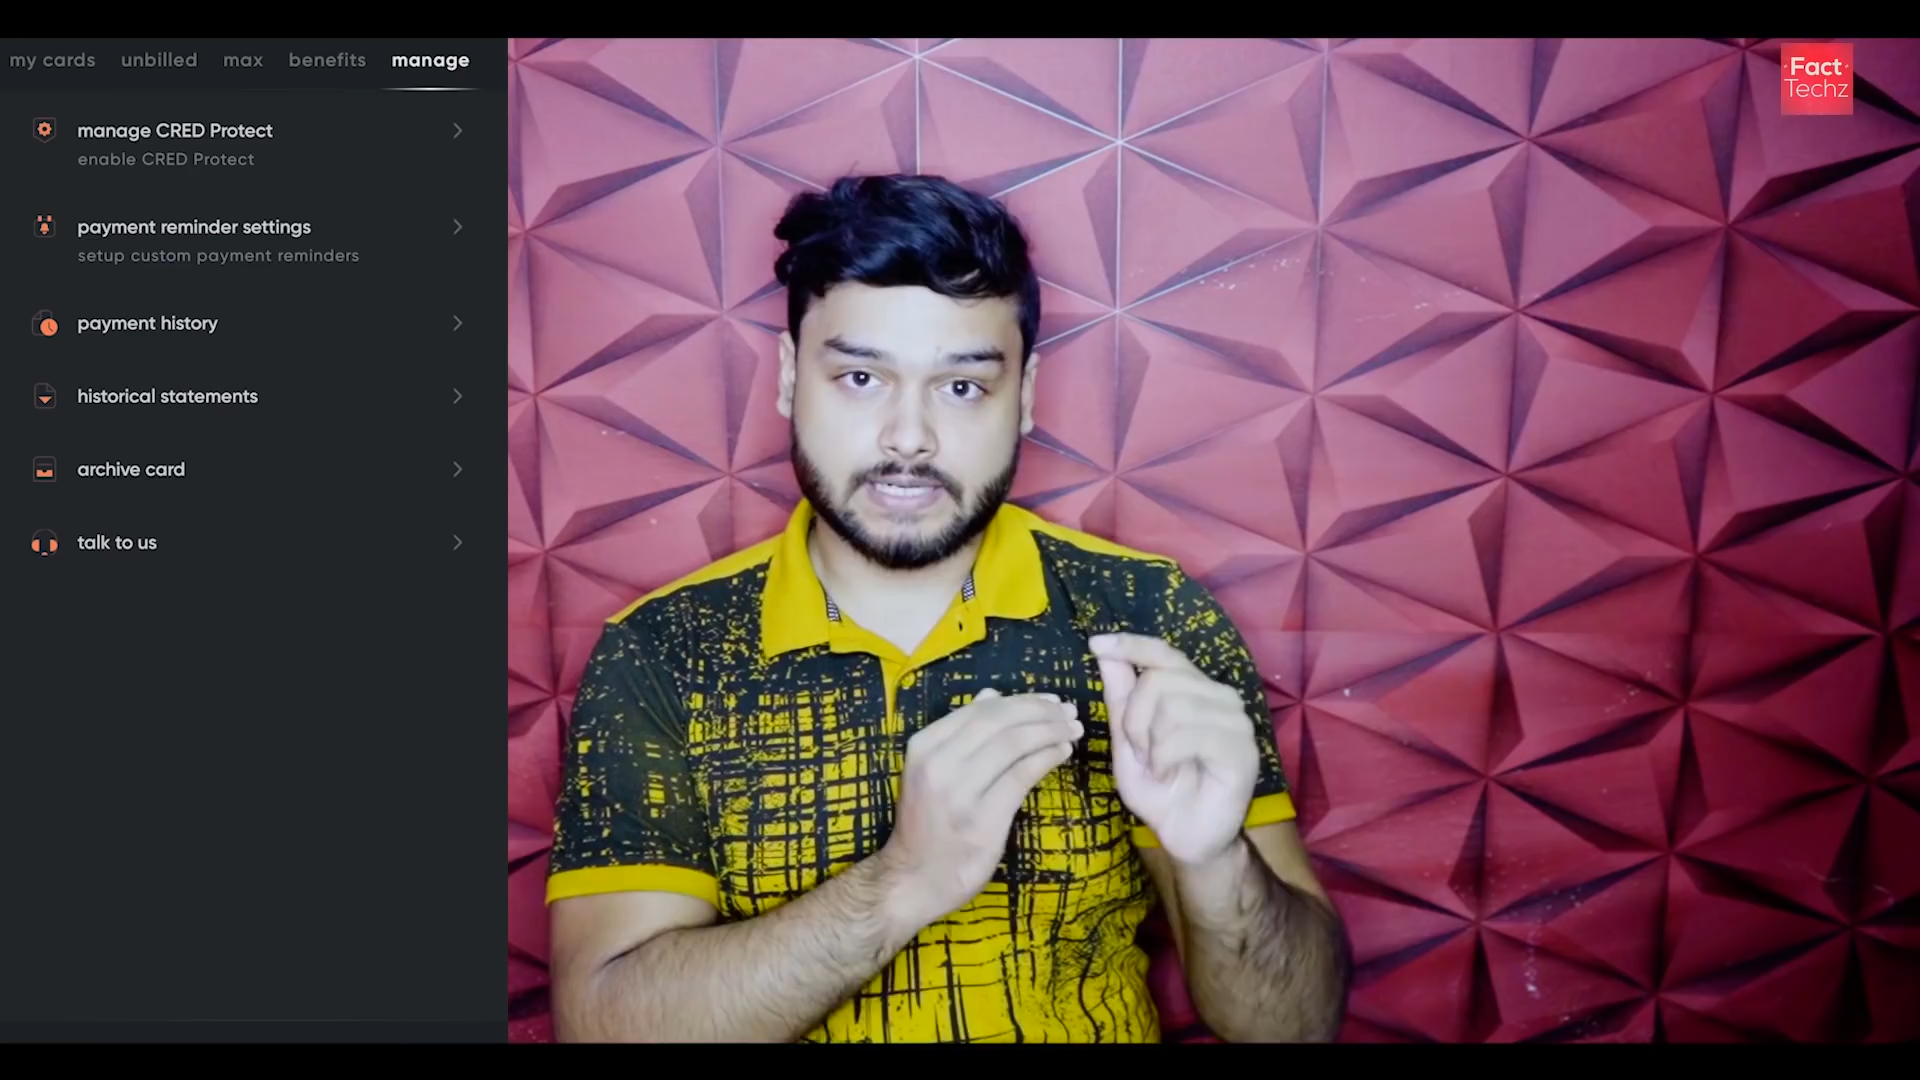 my cards unbilled max benefits manage
manage CRED Protect
enable CRED Protect
payment reminder settings
setup custom payment reminders
payment history
historical statements
archive card
talk to us
Fact
Techz